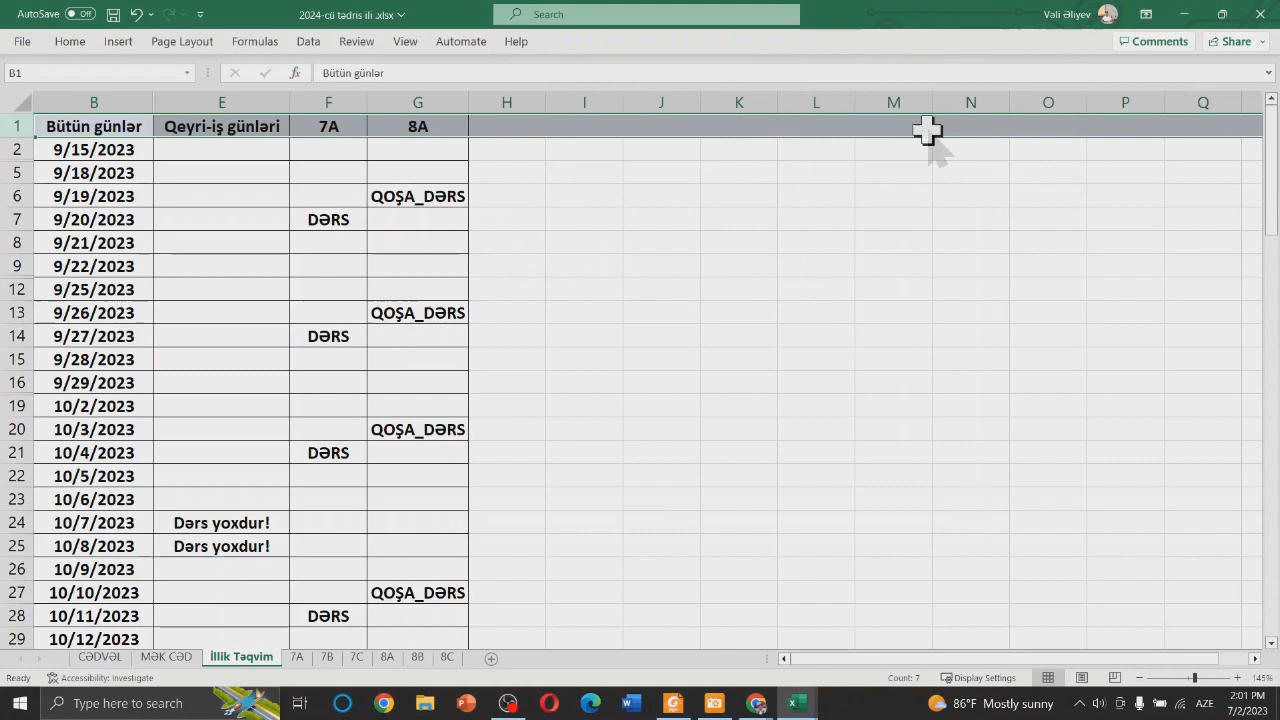 AutoSave Off 2024-cü tədris ili .xlsx Search Vəli Əliyev
File Home Insert Page Layout Formulas Data Review View Automate Help Comments Share
B1 fx Bütün günlər
B E F G H I J K L M N O P Q
1 Bütün günlər Qeyri-iş günləri 7A 8A
2 9/15/2023
5 9/18/2023
6 9/19/2023 QOŞA_DƏRS
7 9/20/2023 DƏRS
8 9/21/2023
9 9/22/2023
12 9/25/2023
13 9/26/2023 QOŞA_DƏRS
14 9/27/2023 DƏRS
15 9/28/2023
16 9/29/2023
19 10/2/2023
20 10/3/2023 QOŞA_DƏRS
21 10/4/2023 DƏRS
22 10/5/2023
23 10/6/2023
24 10/7/2023 Dərs yoxdur!
25 10/8/2023 Dərs yoxdur!
26 10/9/2023
27 10/10/2023 QOŞA_DƏRS
28 10/11/2023 DƏRS
29 10/12/2023
CƏDVƏL MƏK CƏD İllik Təqvim 7A 7B 7C 8A 8B 8C
Ready Accessibility: Investigate Count: 7 Display Settings 145%
Type here to search 86°F Mostly sunny AZE 2:01 PM
7/2/2023